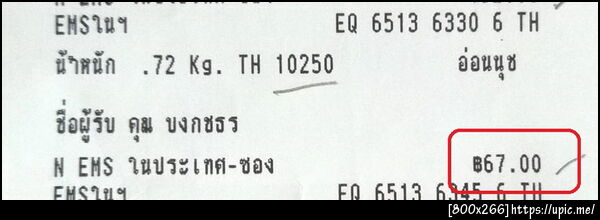 EMSในฯ EQ 6513 6330 6 TH
น้ำหนัก .72 Kg. TH 10250 อ่อนนุช
ชื่อผู้รับ คุณ บงกชธร
N EMS ในประเทศ-ซอง ฿67.00
EMSในฯ EQ 6513 6345 6 TH
[800x266] https://upic.me/